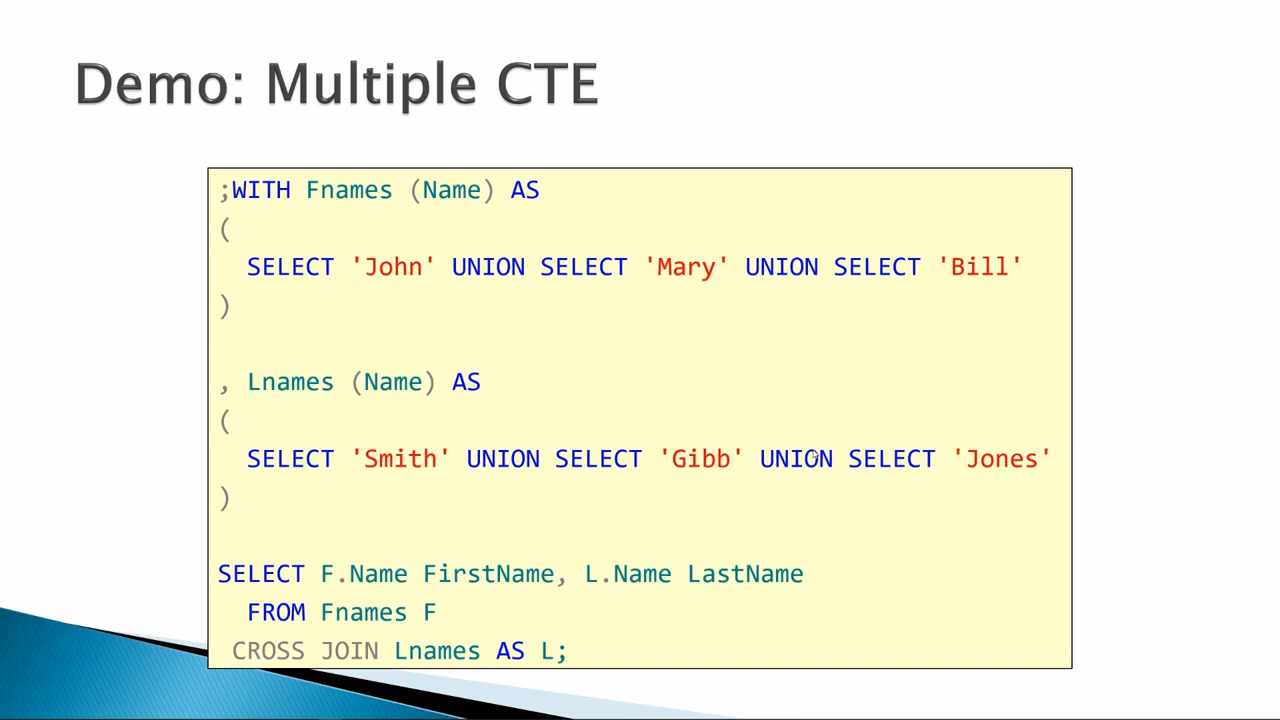 Demo: Multiple CTE
;WITH Fnames (Name) AS
(
SELECT 'John' UNION SELECT 'Mary' UNION SELECT 'Bill'
)
, Lnames (Name) AS
(
SELECT 'Smith' UNION SELECT 'Gibb' UNION SELECT 'Jones'
)
SELECT F.Name FirstName, L.Name LastName
FROM Fnames F
CROSS JOIN Lnames AS L;